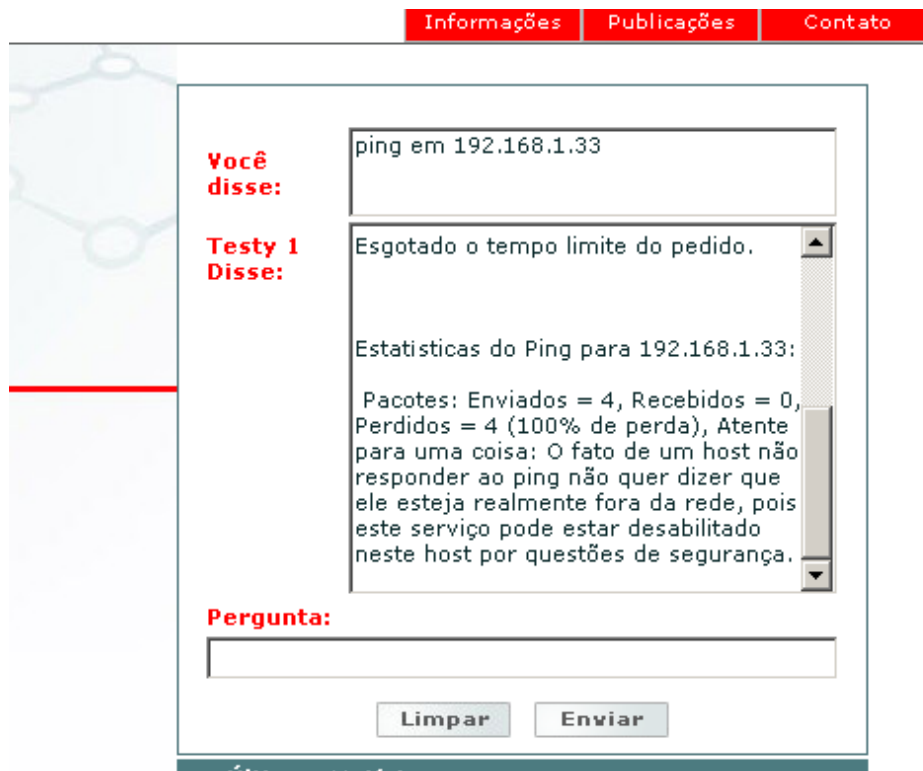 Informações Publicações Contato
Você disse:
ping em 192.168.1.33
Testy 1 Disse:
Esgotado o tempo limite do pedido.
Estatisticas do Ping para 192.168.1.33:
Pacotes: Enviados = 4, Recebidos = 0,
Perdidos = 4 (100% de perda), Atente
para uma coisa: O fato de um host não
responder ao ping não quer dizer que
ele esteja realmente fora da rede, pois
este serviço pode estar desabilitado
neste host por questões de segurança.
Pergunta:
Limpar Enviar